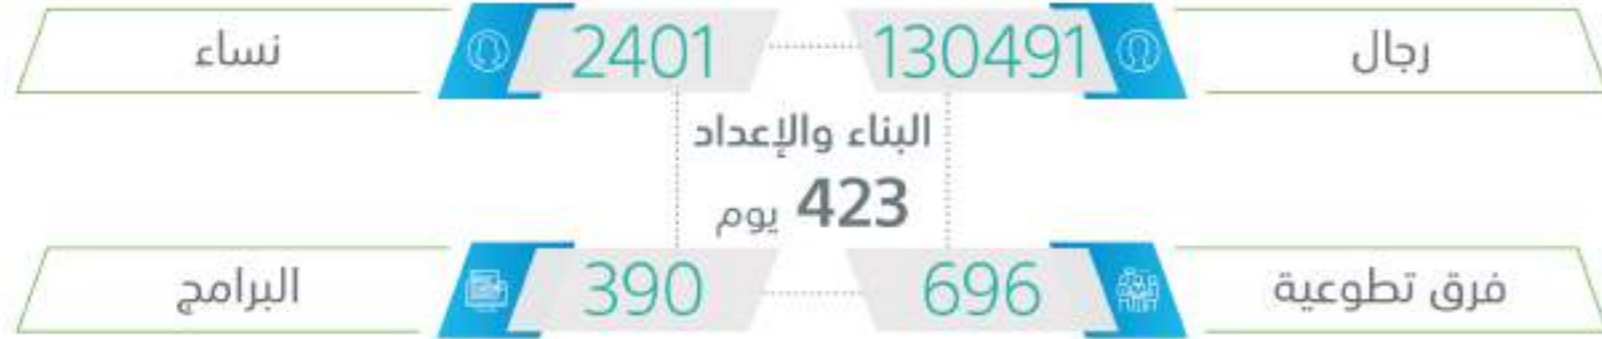 رجال
130491
2401
نساء
البناء والإعداد
423 يوم
فرق تطوعية
696
390
البرامج